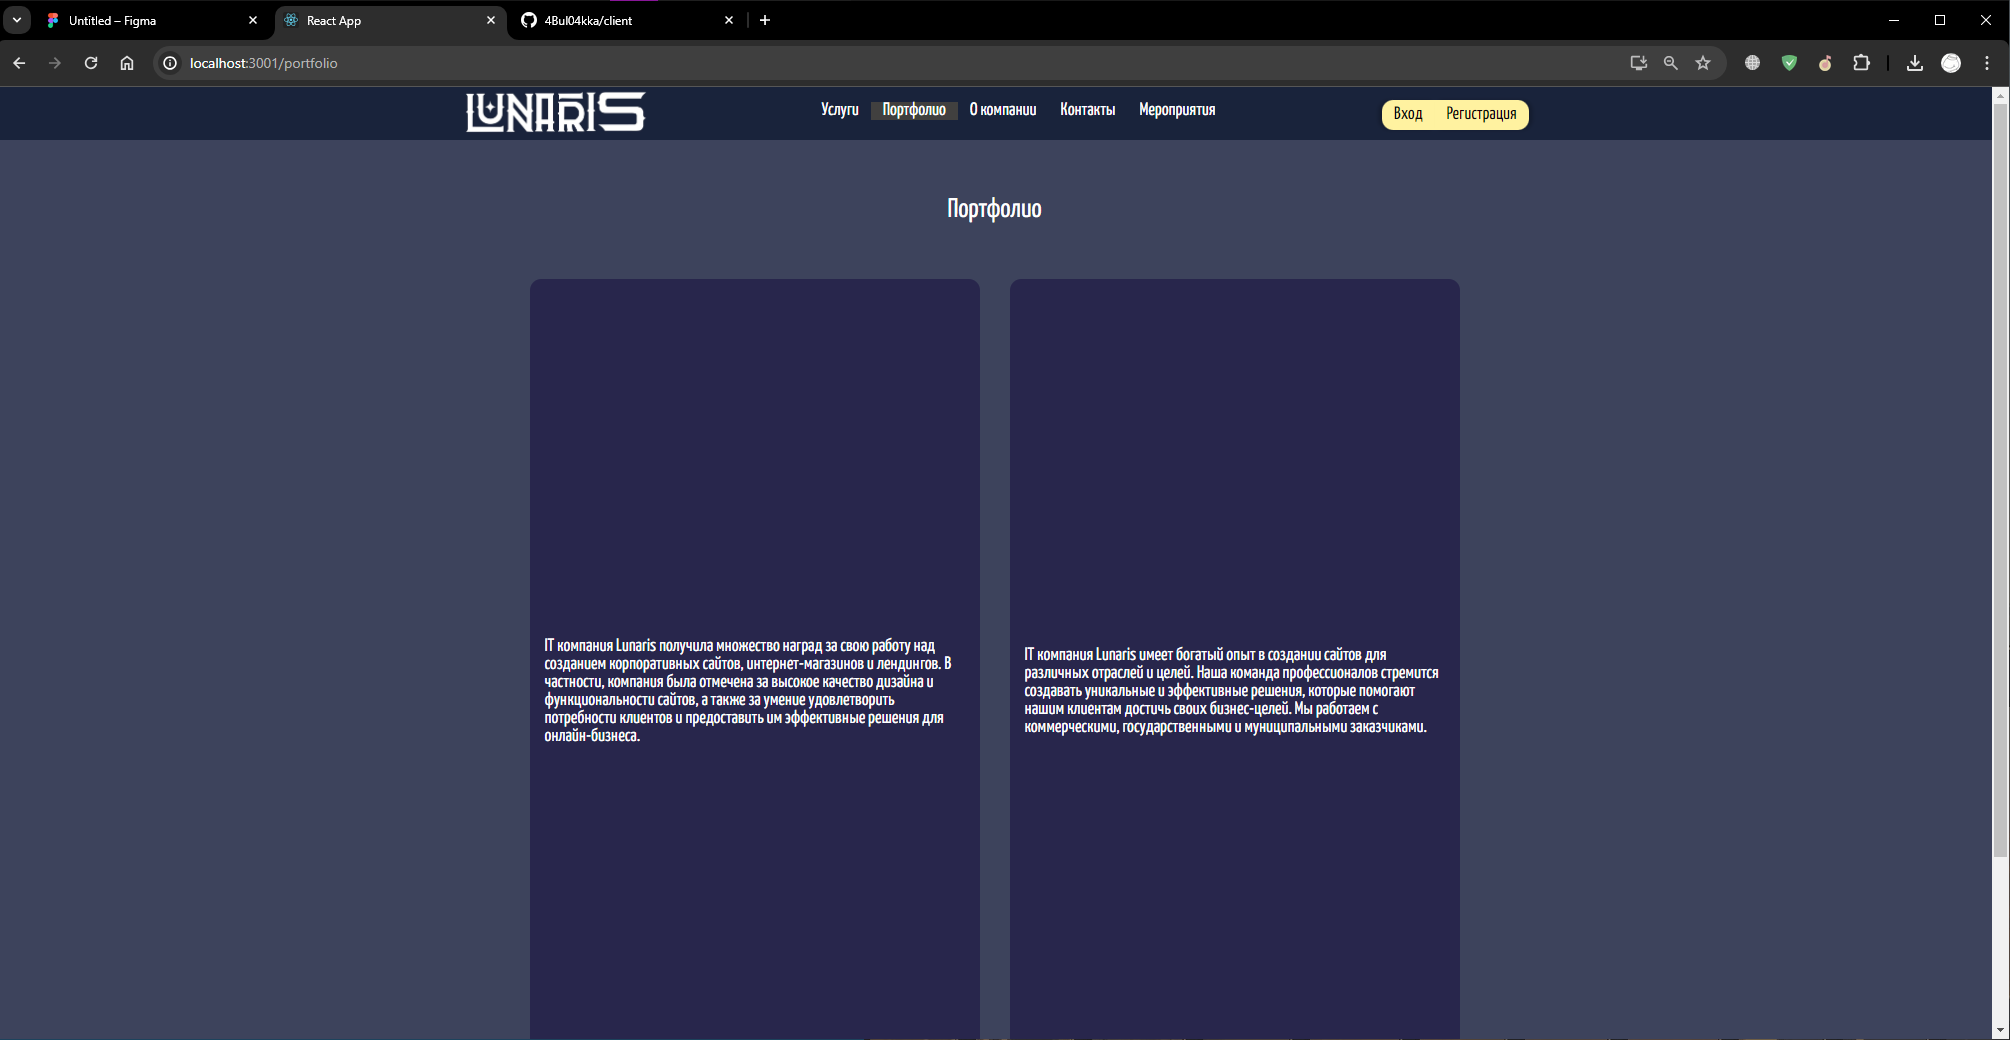 Untitled – Figma
React App
4Bul04kka/client
localhost:3001/portfolio
LUNARIS
Услуги
Портфолио
О компании
Контакты
Мероприятия
Вход
Регистрация
Портфолио
IT компания Lunaris получила множество наград за свою работу над
созданием корпоративных сайтов, интернет-магазинов и лендингов. В
частности, компания была отмечена за высокое качество дизайна и
функциональности сайтов, а также за умение удовлетворить
потребности клиентов и предоставить им эффективные решения для
онлайн-бизнеса.
IT компания Lunaris имеет богатый опыт в создании сайтов для
различных отраслей и целей. Наша команда профессионалов стремится
создавать уникальные и эффективные решения, которые помогают
нашим клиентам достичь своих бизнес-целей. Мы работаем с
коммерческими, государственными и муниципальными заказчиками.